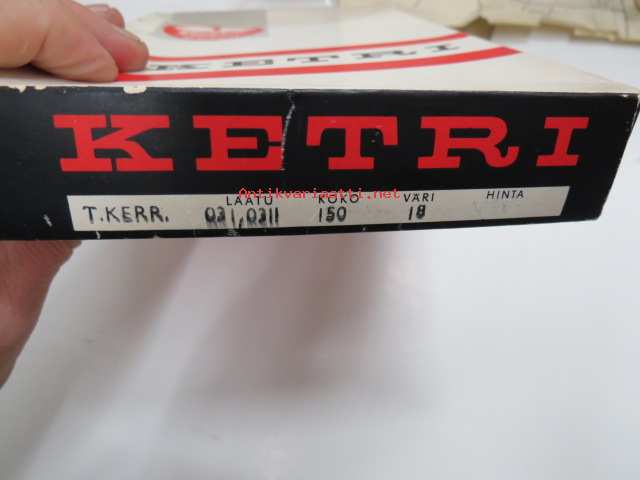 KETRI
KETRI
LAATU KOKO VÄRI HINTA
T.KERR. 031,0311 150 18
Antikvariaatti.net